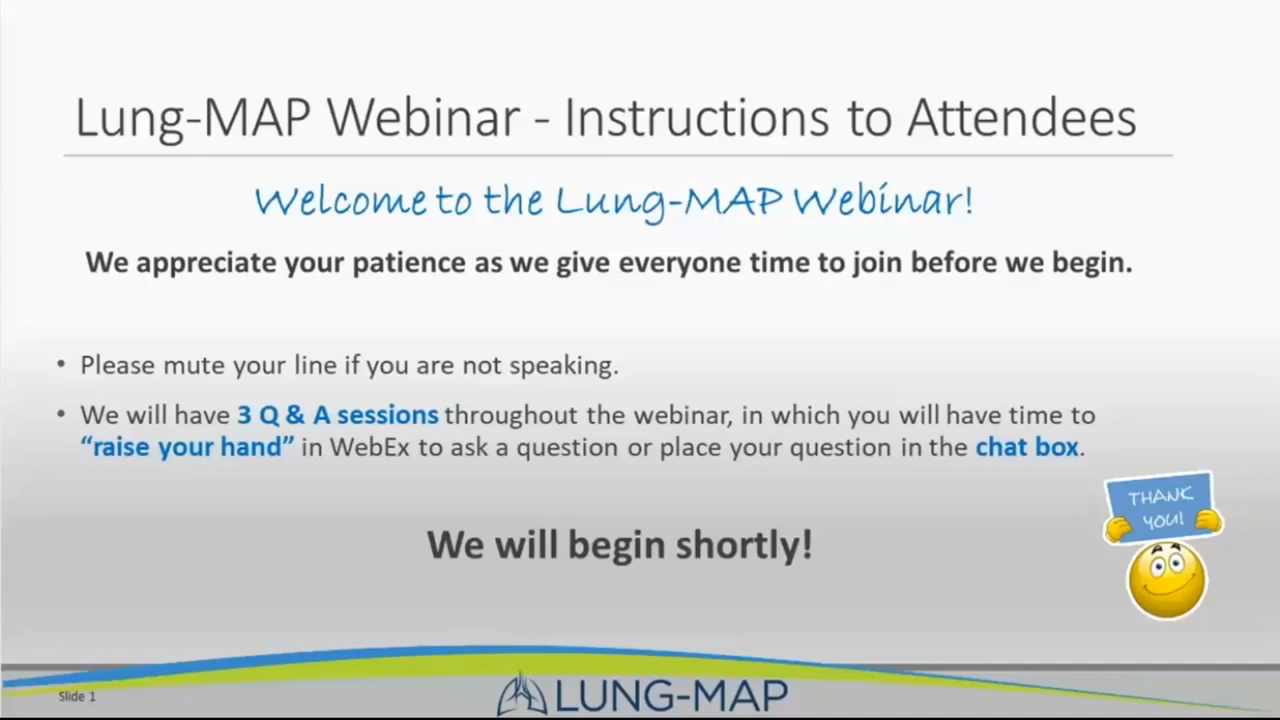 Lung-MAP Webinar - Instructions to Attendees
Welcome to the Lung-MAP Webinar!
We appreciate your patience as we give everyone time to join before we begin.
• Please mute your line if you are not speaking.
• We will have 3 Q & A sessions throughout the webinar, in which you will have time to
“raise your hand” in WebEx to ask a question or place your question in the chat box.
THANK
YOU!
We will begin shortly!
Slide 1
LUNG-MAP